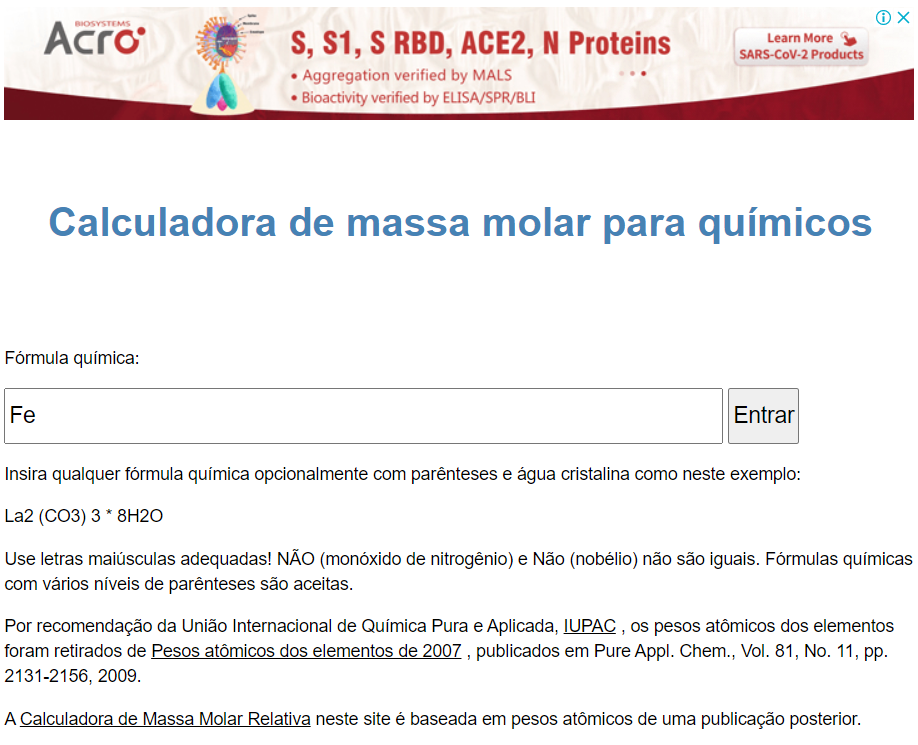 BIOSYSTEMS
Acro
S, S1, S RBD, ACE2, N Proteins
• Aggregation verified by MALS
• Bioactivity verified by ELISA/SPR/BLI
Learn More
SARS-CoV-2 Products
Calculadora de massa molar para químicos
Fórmula química:
Fe
Entrar
Insira qualquer fórmula química opcionalmente com parênteses e água cristalina como neste exemplo:
La2 (CO3) 3 * 8H2O
Use letras maiúsculas adequadas! NÃO (monóxido de nitrogênio) e Não (nobélio) não são iguais. Fórmulas químicas
com vários níveis de parênteses são aceitas.
Por recomendação da União Internacional de Química Pura e Aplicada, IUPAC , os pesos atômicos dos elementos
foram retirados de Pesos atômicos dos elementos de 2007 , publicados em Pure Appl. Chem., Vol. 81, No. 11, pp.
2131-2156, 2009.
A Calculadora de Massa Molar Relativa neste site é baseada em pesos atômicos de uma publicação posterior.